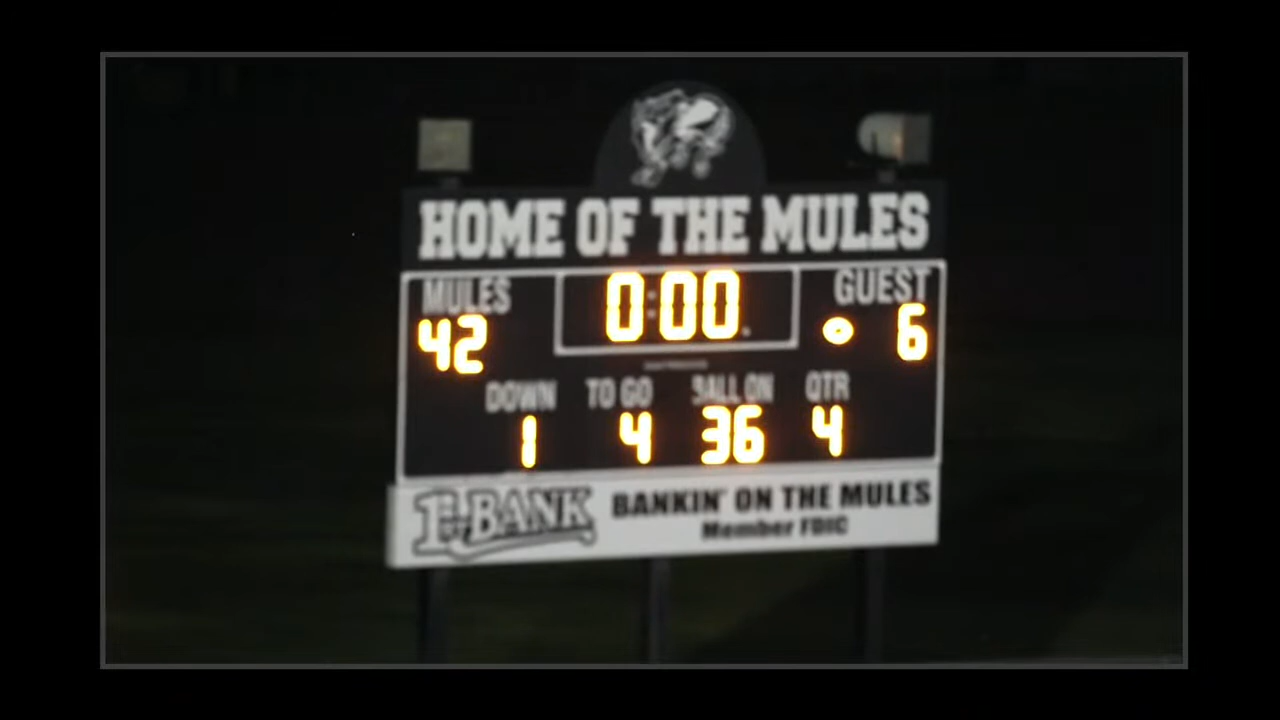 HOME OF THE MULES
MULES 0:00 GUEST
42 6
DOWN TO GO BALL ON QTR
1 4 36 4
1st BANK BANKIN' ON THE MULES
Member FDIC